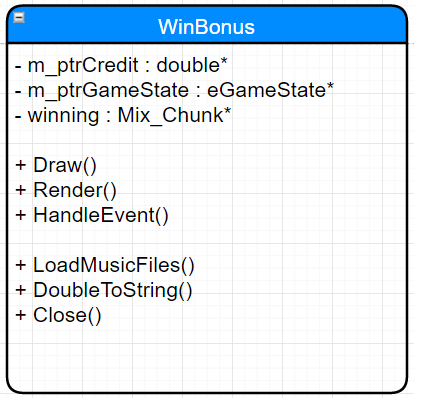 WinBonus
- m_ptrCredit : double*
- m_ptrGameState : eGameState*
- winning : Mix_Chunk*
+ Draw()
+ Render()
+ HandleEvent()
+ LoadMusicFiles()
+ DoubleToString()
+ Close()